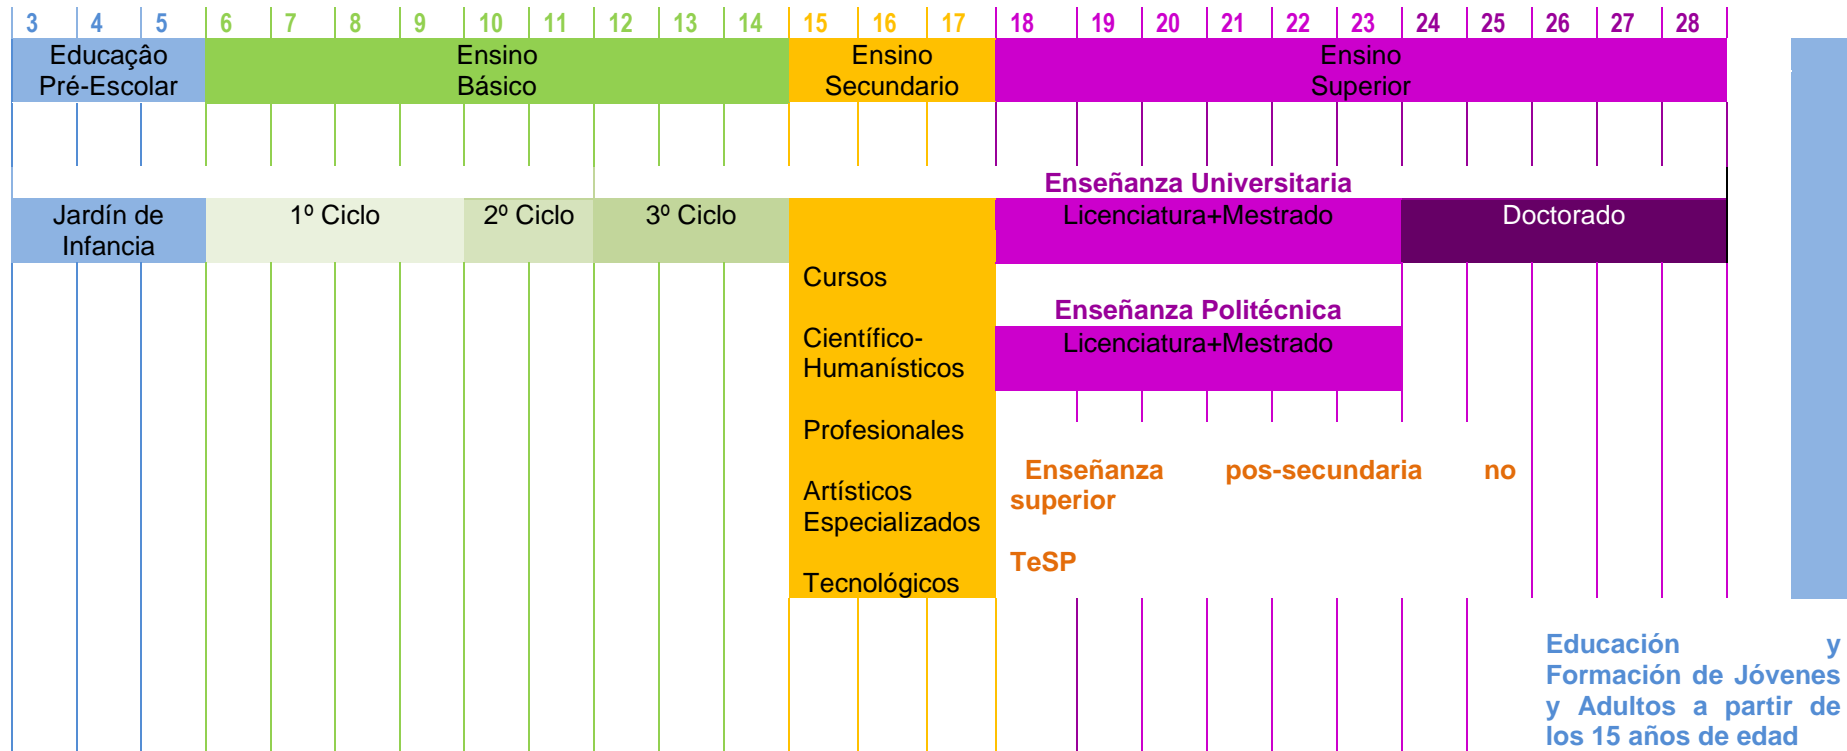 3 4 5 6 7 8 9 10 11 12 13 14 15 16 17 18 19 20 21 22 23 24 25 26 27 28
Educaçâo
Pré-Escolar
Ensino
Básico
Ensino
Secundario
Ensino
Superior
Enseñanza Universitaria
Jardín de
Infancia
1º Ciclo
2º Ciclo
3º Ciclo
Licenciatura+Mestrado
Doctorado
Cursos
Científico-
Humanísticos
Profesionales
Artísticos
Especializados
Tecnológicos
Enseñanza Politécnica
Licenciatura+Mestrado
Enseñanza pos-secundaria no
superior
TeSP
Educación y
Formación de Jóvenes
y Adultos a partir de
los 15 años de edad